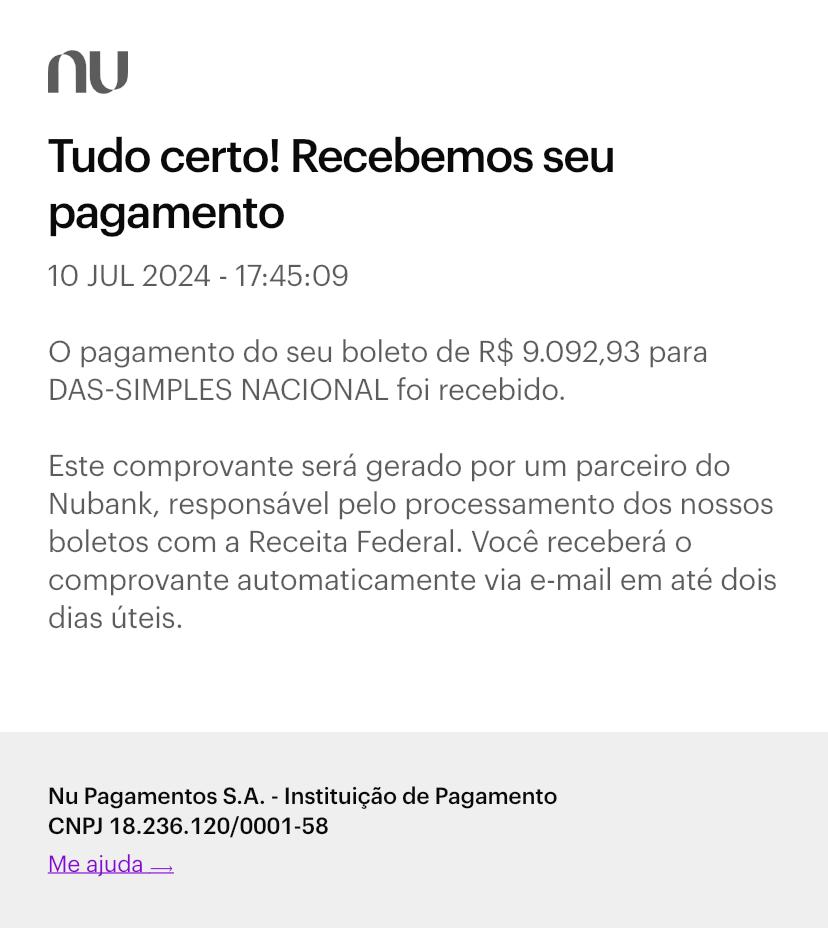 nu
Tudo certo! Recebemos seu
pagamento
10 JUL 2024 - 17:45:09
O pagamento do seu boleto de R$ 9.092,93 para
DAS-SIMPLES NACIONAL foi recebido.
Este comprovante será gerado por um parceiro do
Nubank, responsável pelo processamento dos nossos
boletos com a Receita Federal. Você receberá o
comprovante automaticamente via e-mail em até dois
dias úteis.
Nu Pagamentos S.A. - Instituição de Pagamento
CNPJ 18.236.120/0001-58
Me ajuda →